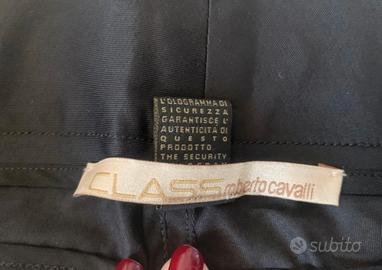 L'OLOGRAMMA DI
SICUREZZA
GARANTISCE L'
AUTENTICITÀ DI
QUESTO
PRODOTTO.
THE SECURITY
CLASS roberto cavalli
subito